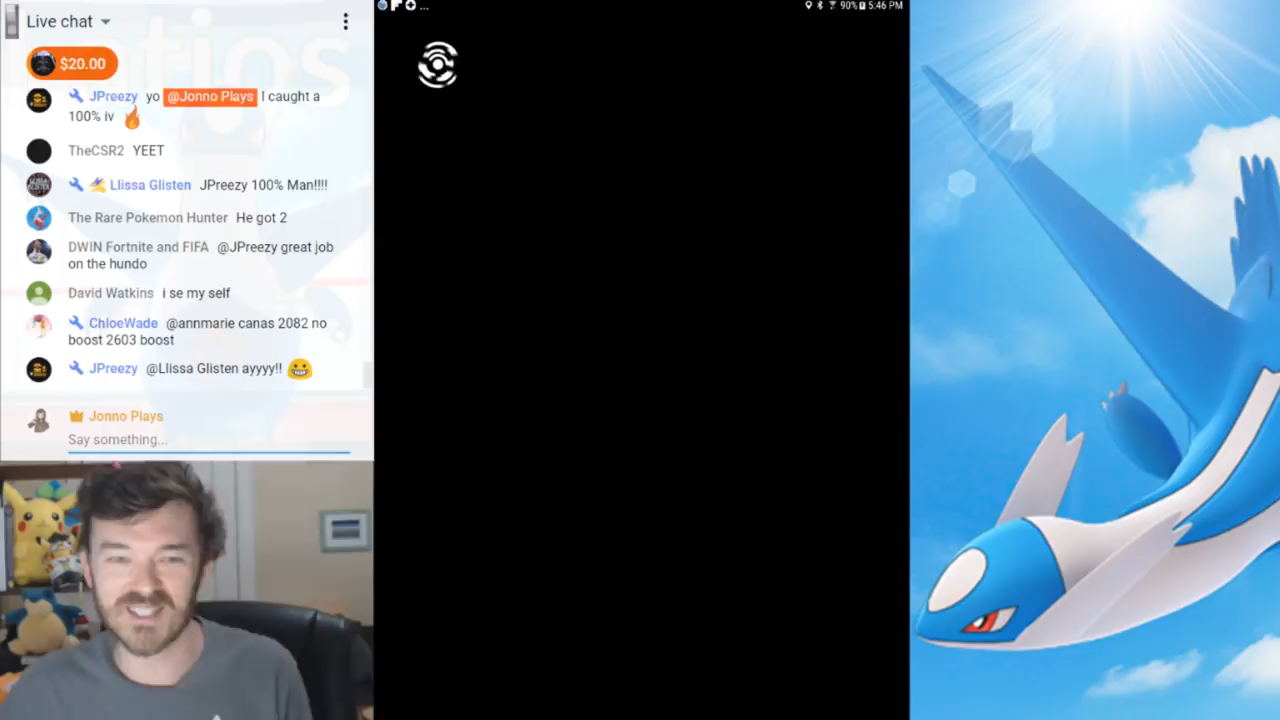 Live chat
$20.00
JPreezy yo @Jonno Plays I caught a
100% iv
TheCSR2 YEET
Llissa Glisten JPreezy 100% Man!!!!
The Rare Pokemon Hunter He got 2
DWIN Fortnite and FIFA @JPreezy great job
on the hundo
David Watkins i se my self
ChloeWade @annmarie canas 2082 no
boost 2603 boost
JPreezy @Llissa Glisten ayyyy!!
Jonno Plays
Say something...
... 90% 5:46 PM